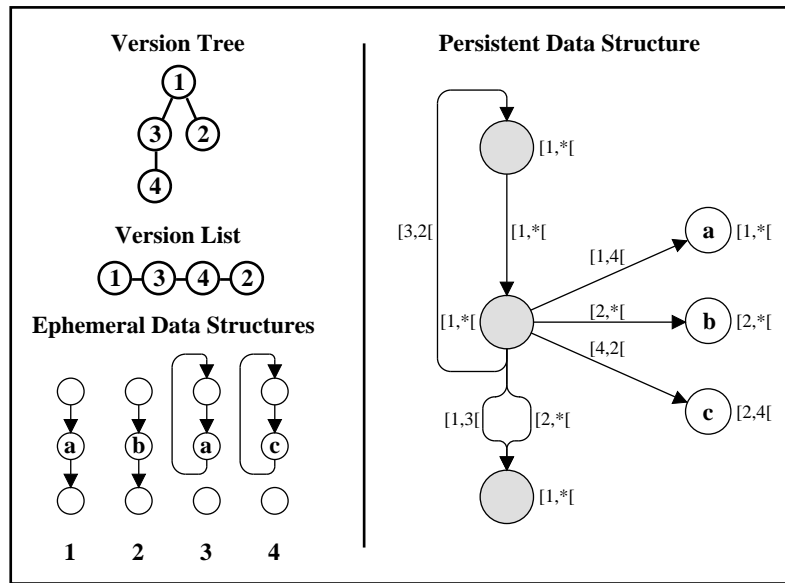 Version Tree
1
3 2
4
Version List
1 3 4 2
Ephemeral Data Structures
a b a c
1 2 3 4
Persistent Data Structure
[1,*[
[3,2[ [1,*[
a [1,*[
[1,4[
[1,*[ [2,*[ b [2,*[
[4,2[
c [2,4[
[1,3[ [2,*[
[1,*[